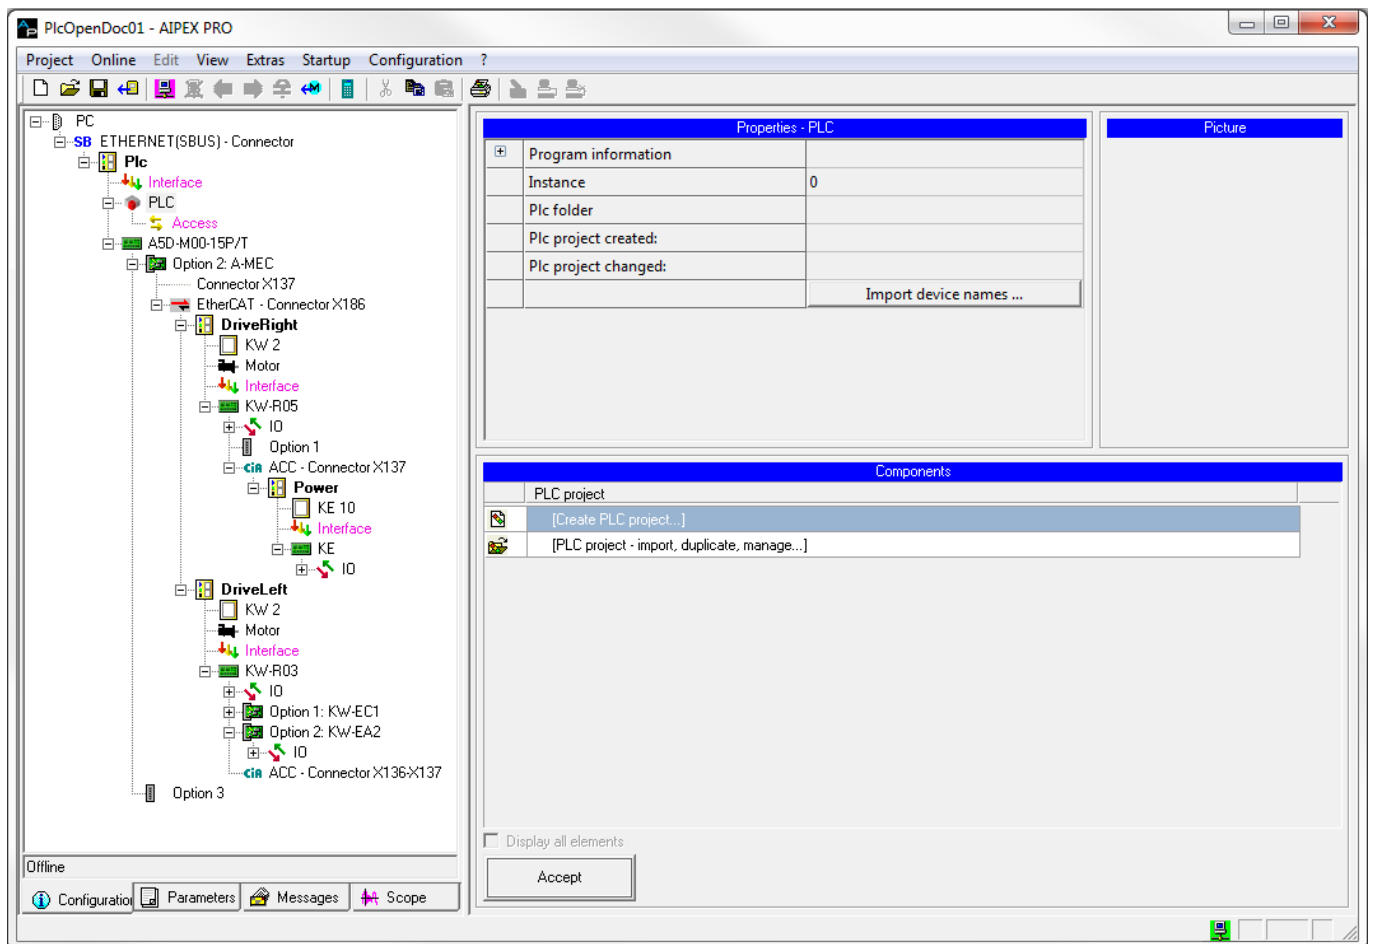 PlcOpenDoc01 - AIPEX PRO
Project Online Edit View Extras Startup Configuration ?
PC
SB ETHERNET(SBUS) - Connector
Plc
Interface
PLC
Access
A5D-M00-15P/T
Option 2: A-MEC
Connector X137
EtherCAT - Connector X186
DriveRight
KW 2
Motor
Interface
KW-R05
IO
Option 1
CiA ACC - Connector X137
Power
KE 10
Interface
KE
IO
DriveLeft
KW 2
Motor
Interface
KW-R03
IO
Option 1: KW-EC1
Option 2: KW-EA2
IO
CiA ACC - Connector X136-X137
Option 3
Offline
Configuration Parameters Messages Scope
Properties - PLC
Program information
Instance 0
Plc folder
Plc project created:
Plc project changed:
Import device names ...
Picture
Components
PLC project
[Create PLC project...]
[PLC project - import, duplicate, manage...]
Display all elements
Accept